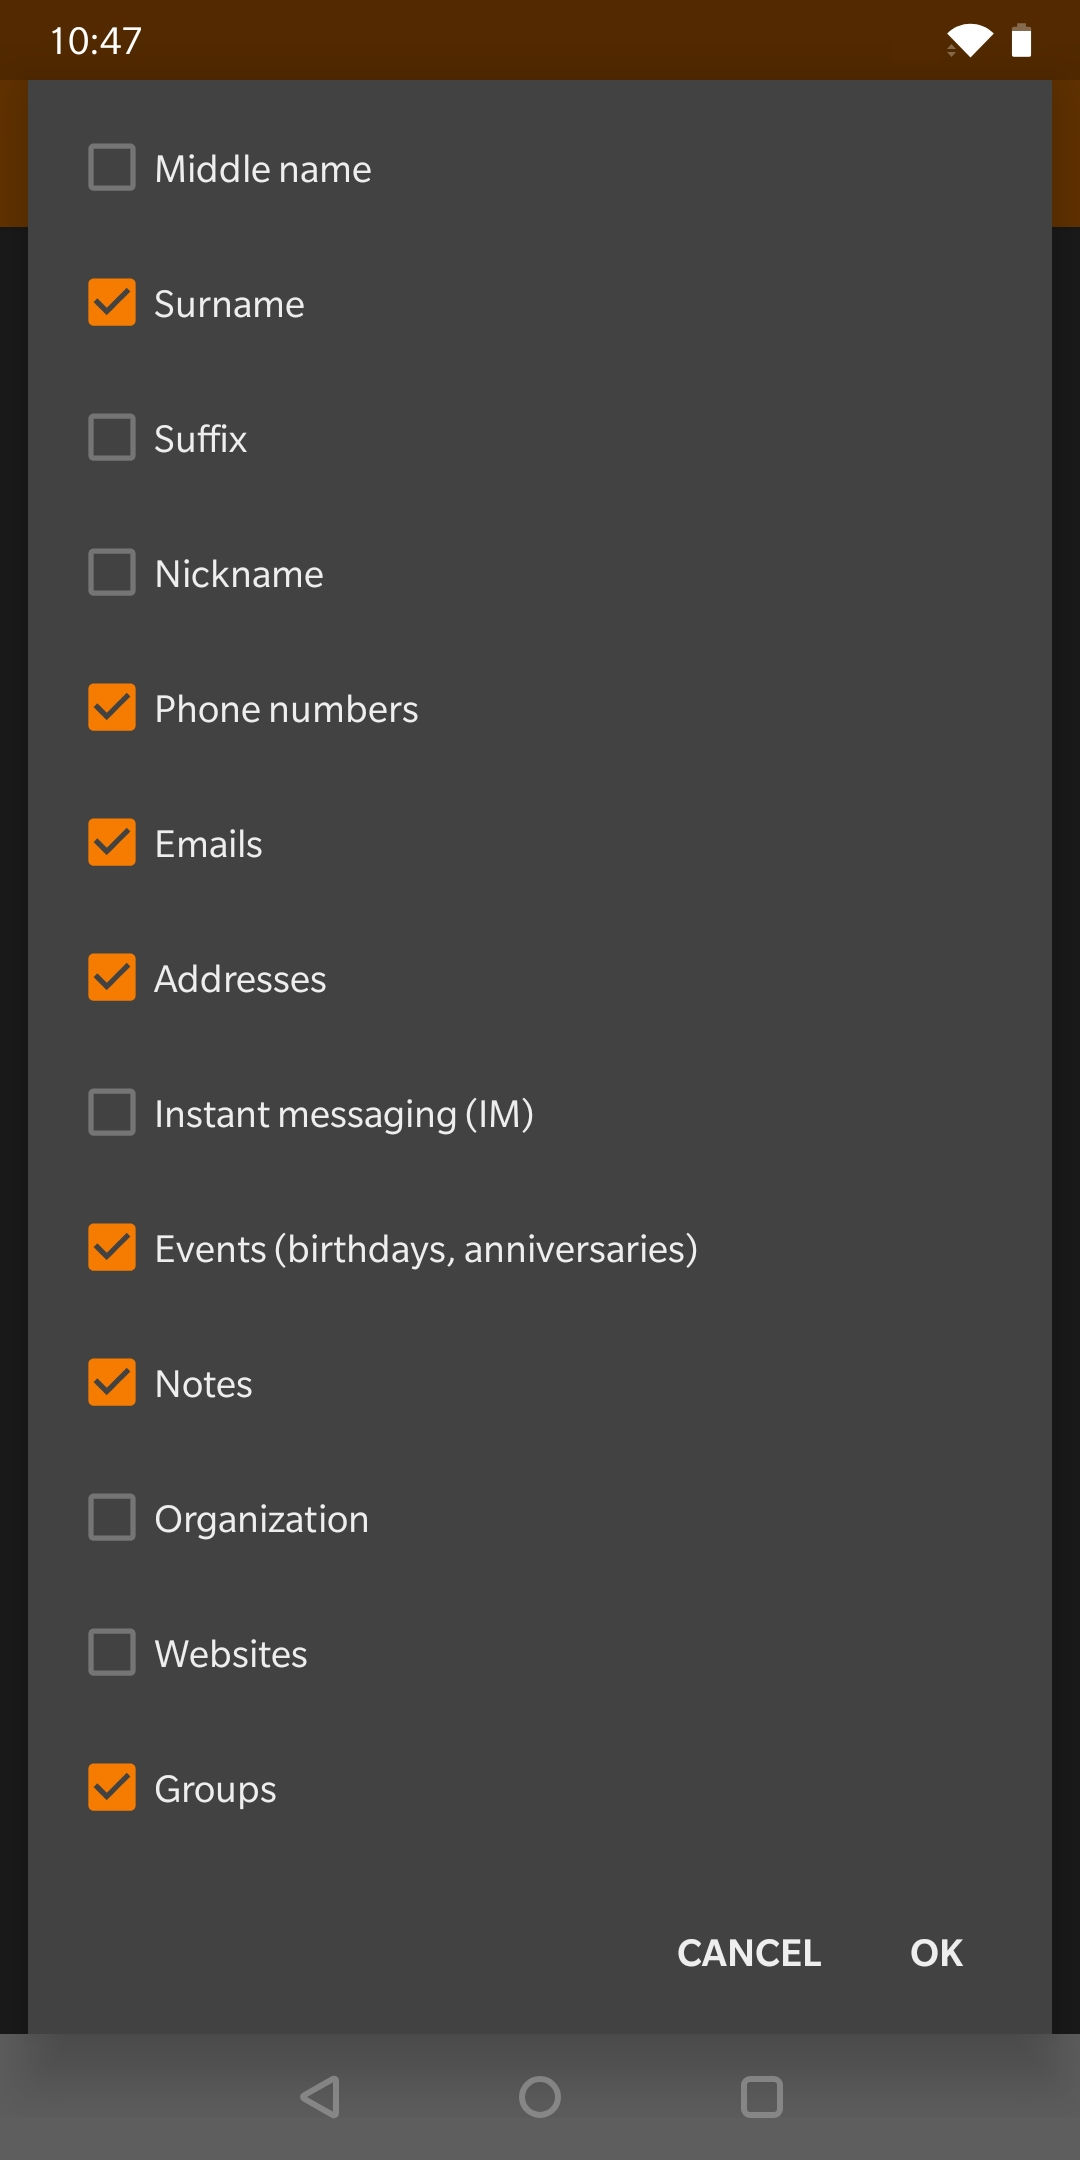 10:47
Middle name
Surname
Suffix
Nickname
Phone numbers
Emails
Addresses
Instant messaging (IM)
Events (birthdays, anniversaries)
Notes
Organization
Websites
Groups
CANCEL OK